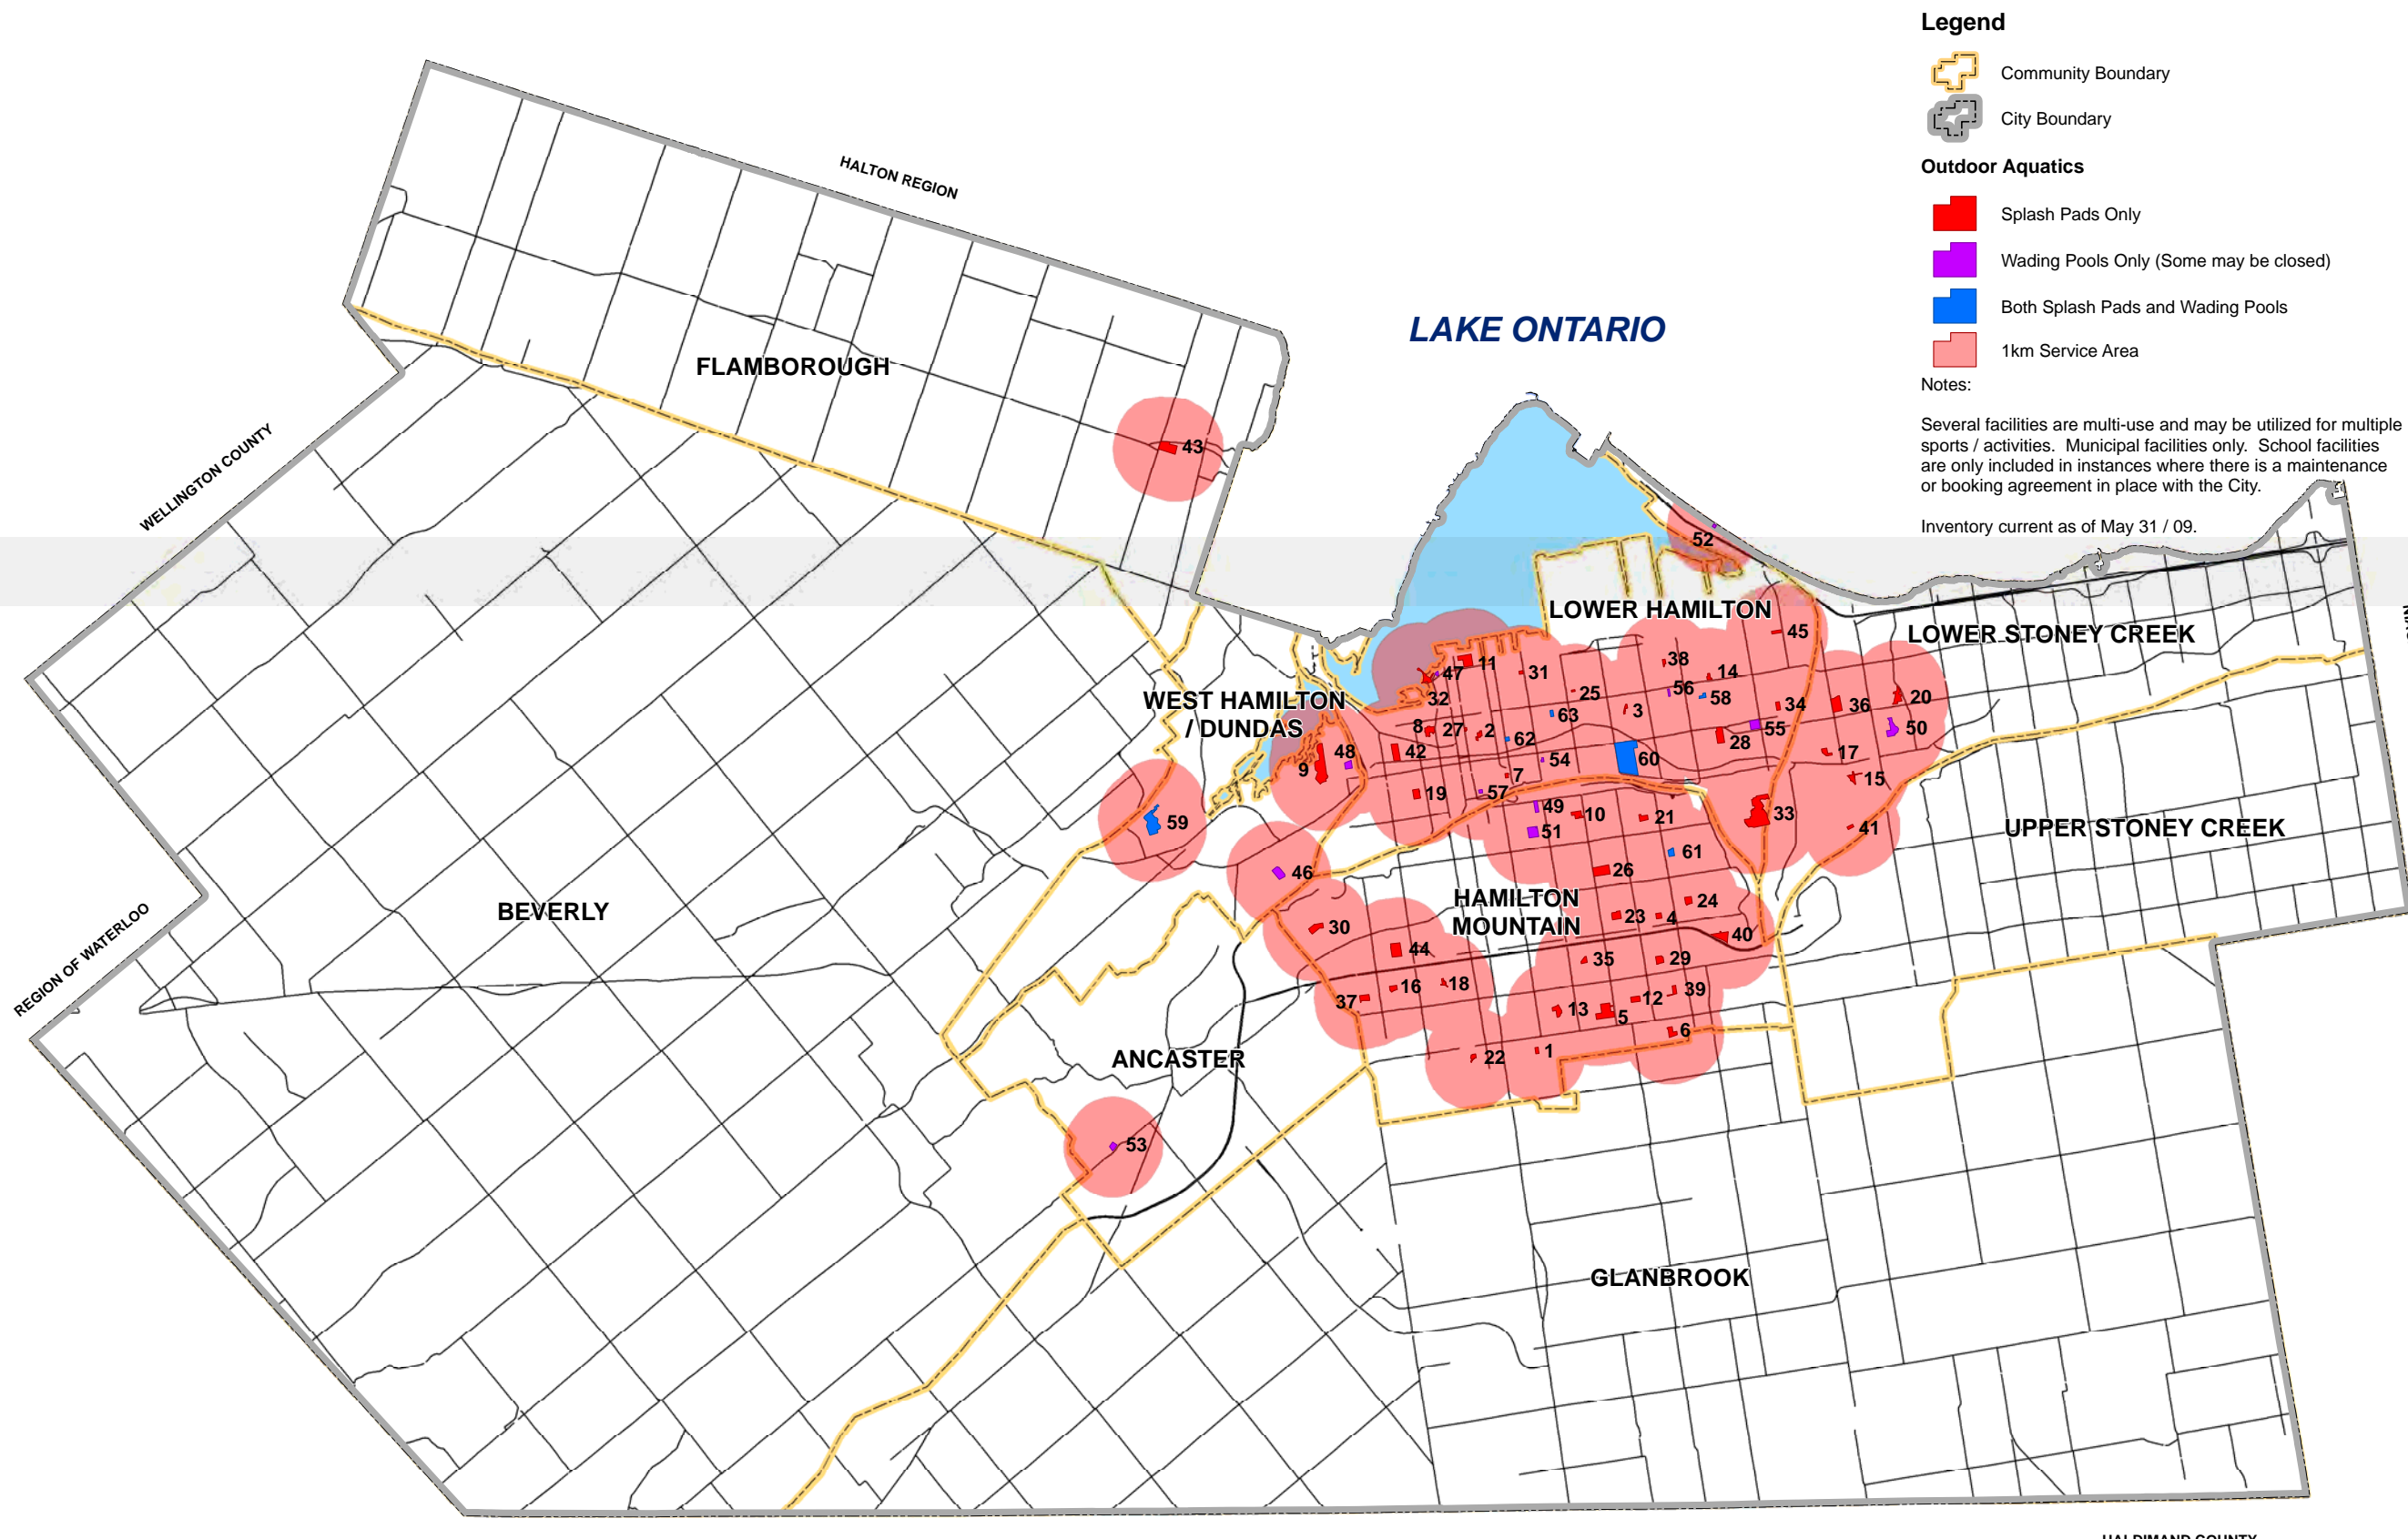 Legend
Community Boundary
City Boundary
Outdoor Aquatics
Splash Pads Only
Wading Pools Only (Some may be closed)
Both Splash Pads and Wading Pools
1km Service Area
Notes:
Several facilities are multi-use and may be utilized for multiple
sports / activities.  Municipal facilities only.  School facilities
are only included in instances where there is a maintenance
or booking agreement in place with the City.
Inventory current as of May 31 / 09.
HALTON REGION
LAKE ONTARIO
FLAMBOROUGH
43
WELLINGTON COUNTY
52
LOWER HAMILTON
45
LOWER STONEY CREEK
38
11
47
31
14
WEST HAMILTON
/ DUNDAS
32
25
56
58
3
34
36
20
63
8
27
2
62
28
55
50
48
42
9
54
60
17
7
15
19
57
49
10
21
33
59
51
41
UPPER STONEY CREEK
61
46
26
HAMILTON
MOUNTAIN
24
BEVERLY
23
4
30
40
44
35
29
REGION OF WATERLOO
16
18
39
37
12
13
5
6
22
1
ANCASTER
53
GLANBROOK